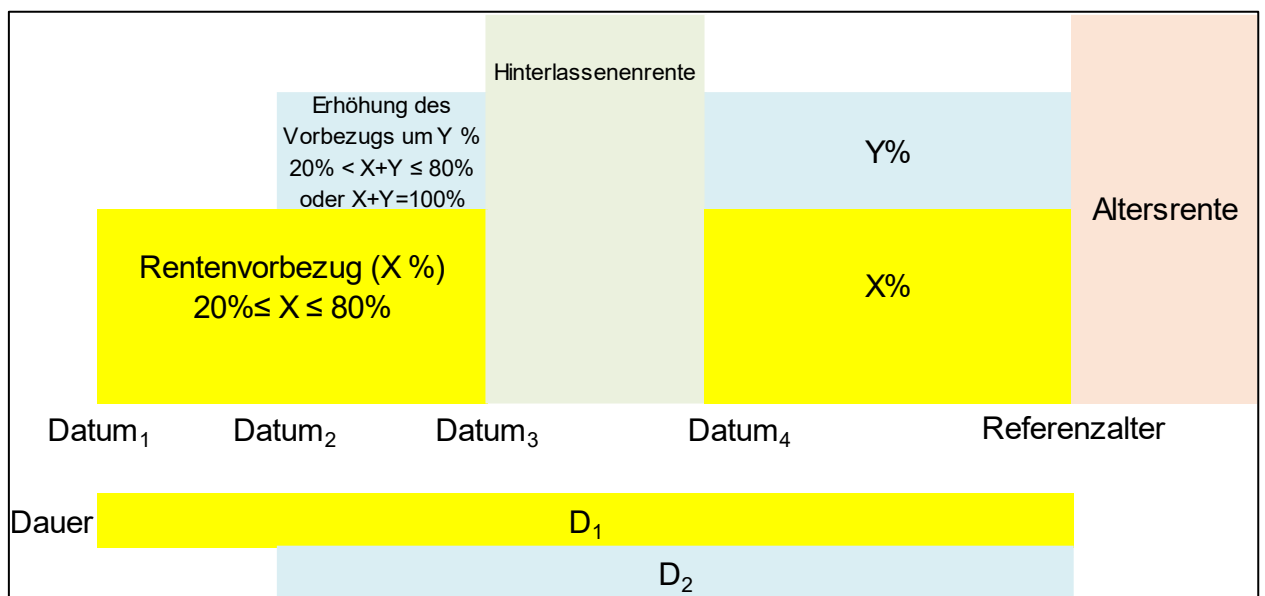 Hinterlassenenrente
Erhöhung des
Vorbezugs um Y %
20% < X+Y ≤ 80%
oder X+Y=100%
Y%
Altersrente
Rentenvorbezug (X %)
20%≤ X ≤ 80%
X%
Datum₁ Datum₂ Datum₃ Datum₄ Referenzalter
Dauer D₁
D₂